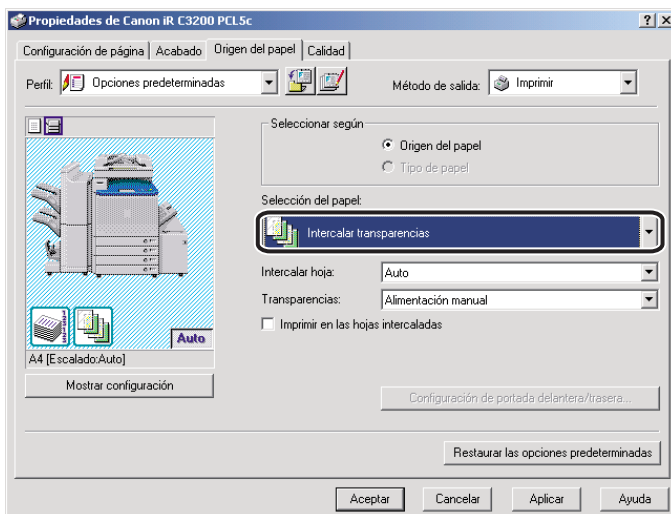 Propiedades de Canon iR C3200 PCL5c
Configuración de página Acabado Origen del papel Calidad
Perfil: Opciones predeterminadas Método de salida: Imprimir
Seleccionar según
Origen del papel
Tipo de papel
Selección del papel:
Intercalar transparencias
Intercalar hoja: Auto
Transparencias: Alimentación manual
Imprimir en las hojas intercaladas
Auto
A4 [Escalado:Auto]
Mostrar configuración
Configuración de portada delantera/trasera...
Restaurar las opciones predeterminadas
Aceptar Cancelar Aplicar Ayuda